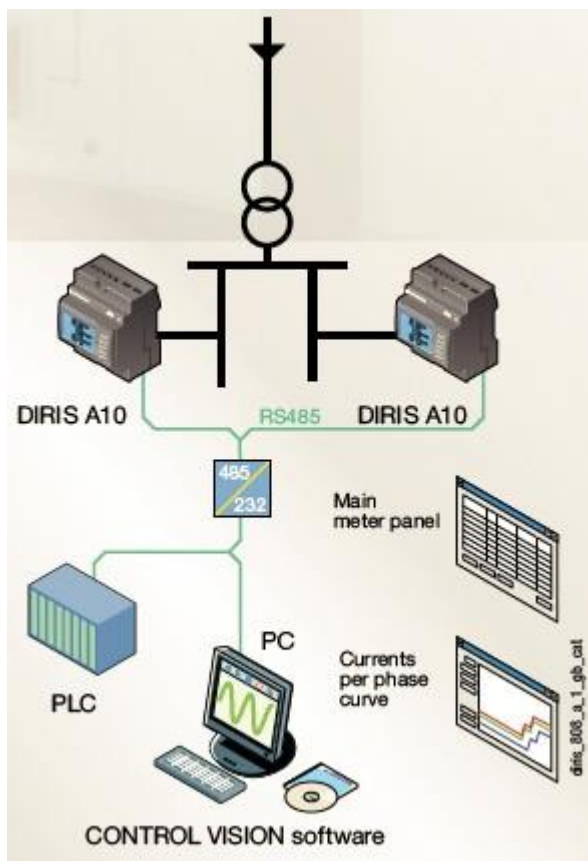 DIRIS A10
RS485
DIRIS A10
485
232
Main
meter panel
PC
PLC
Currents
per phase
curve
diris_808_a_1_gb_cat
CONTROL VISION software